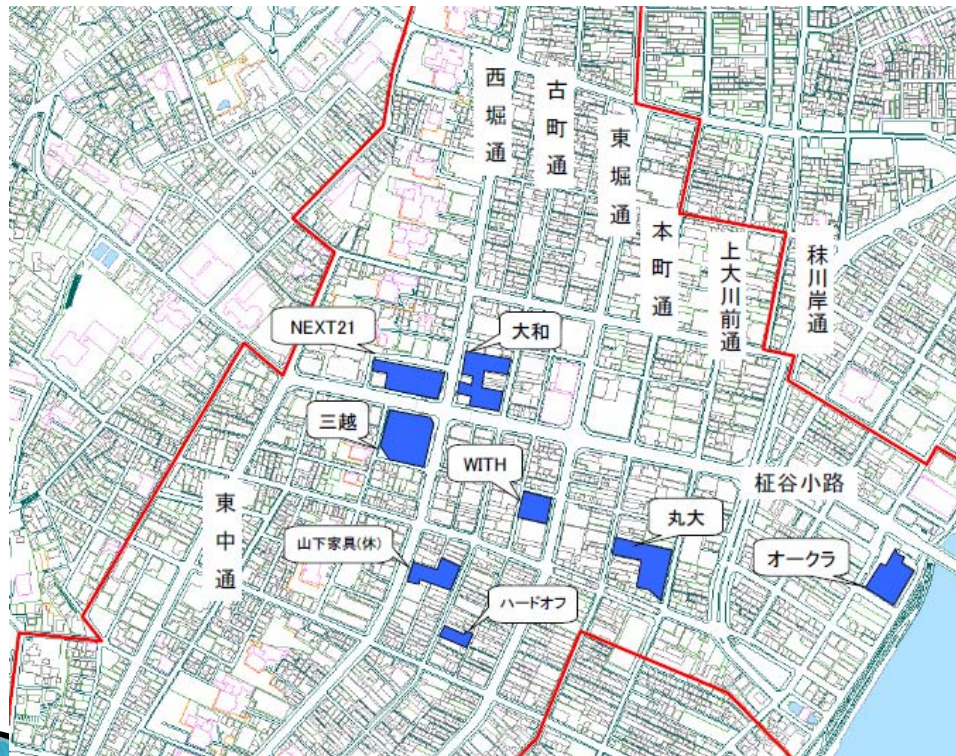 西堀通
古町通
東堀通
本町通
上大川前通
秣川岸通
NEXT21
大和
三越
WITH
柾谷小路
東中通
山下家具(休)
丸大
オークラ
ハードオフ